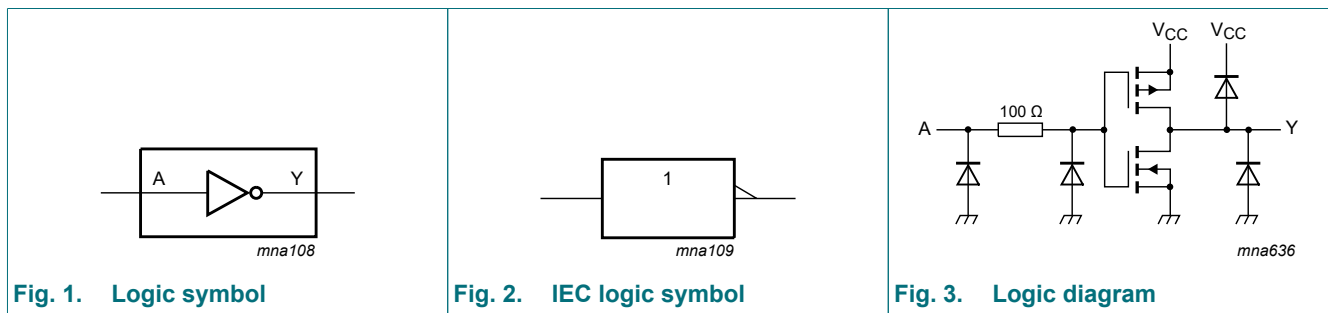 A
Y
mna108
Fig. 1. Logic symbol
1
mna109
Fig. 2. IEC logic symbol
VCC
VCC
100 Ω
A
Y
mna636
Fig. 3. Logic diagram